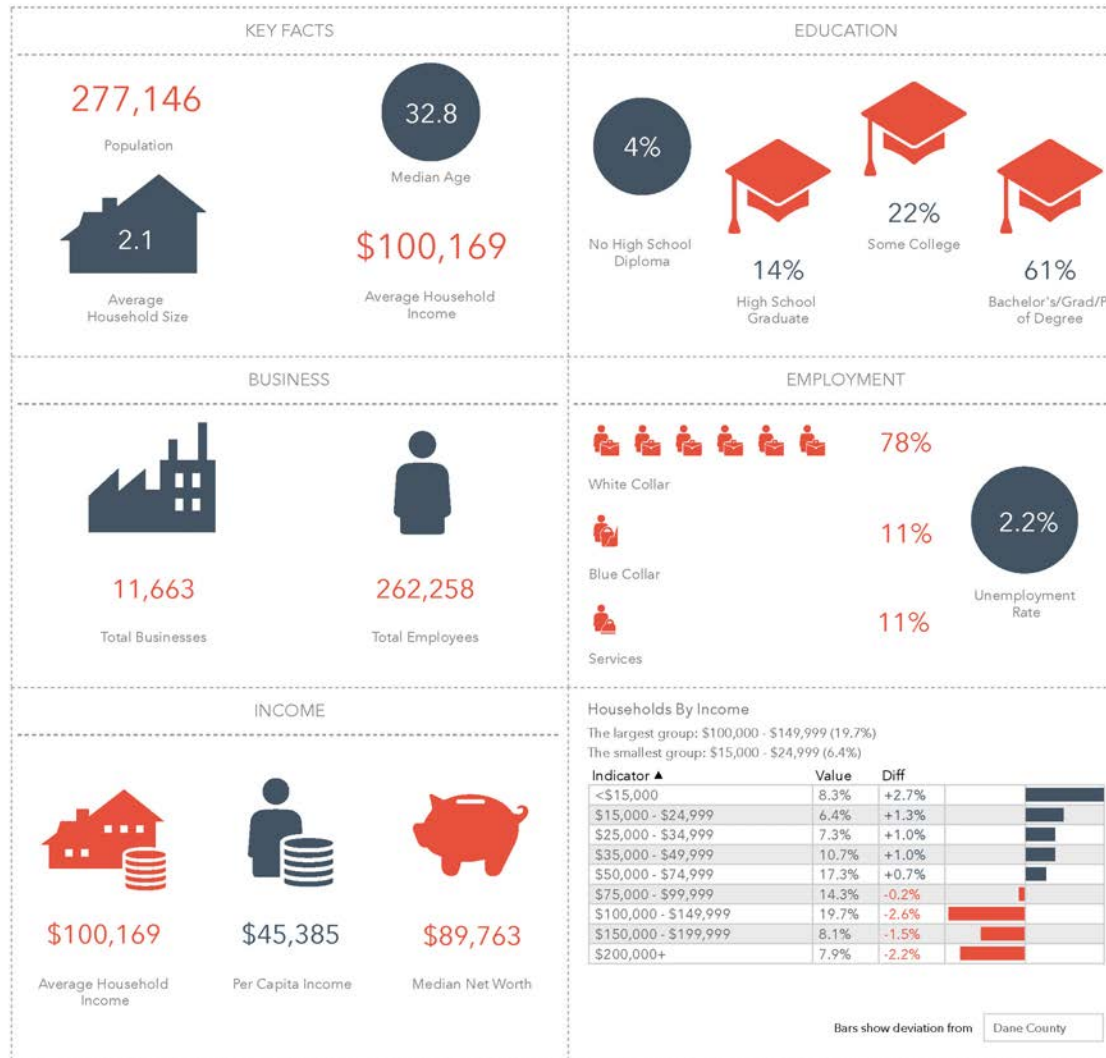 KEY FACTS
277,146
Population
32.8
Median Age
2.1
Average
Household Size
$100,169
Average Household
Income
EDUCATION
4%
No High School
Diploma
14%
High School
Graduate
22%
Some College
61%
Bachelor's/Grad/P
of Degree
BUSINESS
11,663
Total Businesses
262,258
Total Employees
EMPLOYMENT
78%
White Collar
11%
Blue Collar
11%
Services
2.2%
Unemployment
Rate
INCOME
$100,169
Average Household
Income
$45,385
Per Capita Income
$89,763
Median Net Worth
Households By Income
The largest group: $100,000 - $149,999 (19.7%)
The smallest group: $15,000 - $24,999 (6.4%)
Indicator ▲ Value Diff
<$15,000 8.3% +2.7%
$15,000 - $24,999 6.4% +1.3%
$25,000 - $34,999 7.3% +1.0%
$35,000 - $49,999 10.7% +1.0%
$50,000 - $74,999 17.3% +0.7%
$75,000 - $99,999 14.3% -0.2%
$100,000 - $149,999 19.7% -2.6%
$150,000 - $199,999 8.1% -1.5%
$200,000+ 7.9% -2.2%
Bars show deviation from Dane County